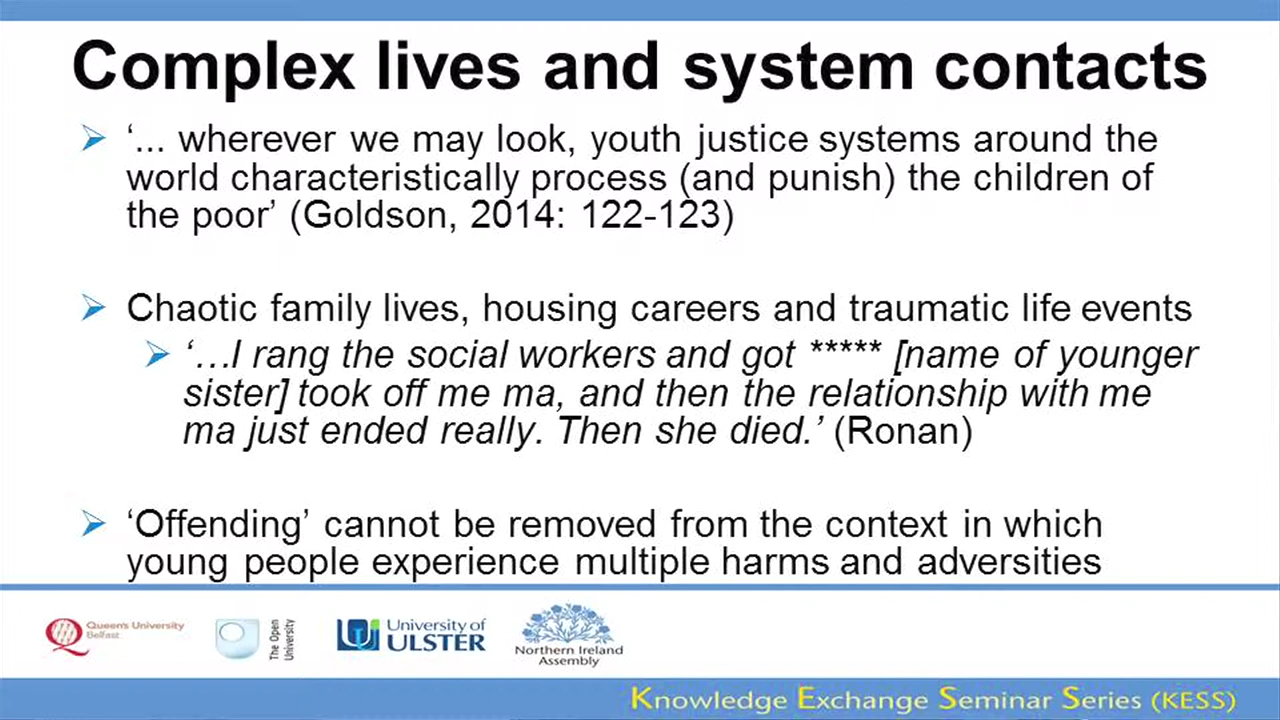 Complex lives and system contacts
‘... wherever we may look, youth justice systems around the
world characteristically process (and punish) the children of
the poor’ (Goldson, 2014: 122-123)
Chaotic family lives, housing careers and traumatic life events
‘…I rang the social workers and got ***** [name of younger
sister] took off me ma, and then the relationship with me
ma just ended really. Then she died.’ (Ronan)
‘Offending’ cannot be removed from the context in which
young people experience multiple harms and adversities
Queen's University
Belfast
The Open
University
University of
ULSTER
Northern Ireland
Assembly
Knowledge Exchange Seminar Series (KESS)